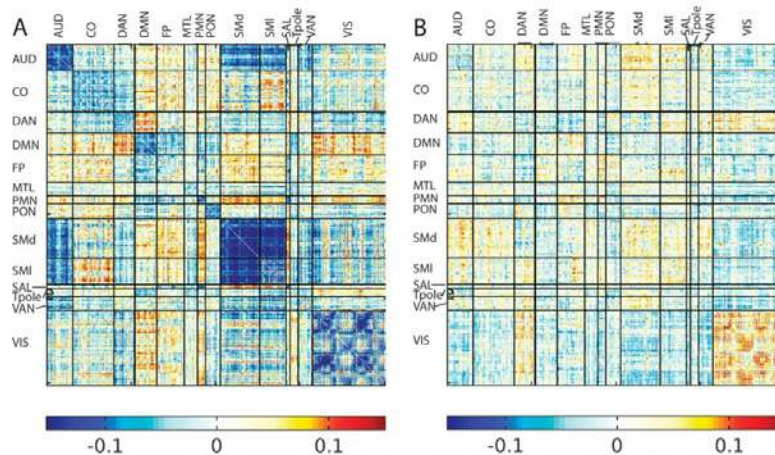 A
AUD
CO
DAN
DMN
FP
MTL
PMN
PON
SMd
SMl
SAL
Tpole
VAN
VIS
AUD
CO
DAN
DMN
FP
MTL
PMN
PON
SMd
SMl
SAL
Tpole
VAN
VIS
-0.1 0 0.1
B
AUD
CO
DAN
DMN
FP
MTL
PMN
PON
SMd
SMl
SAL
Tpole
VAN
VIS
AUD
CO
DAN
DMN
FP
MTL
PMN
PON
SMd
SMl
SAL
Tpole
VAN
VIS
-0.1 0 0.1